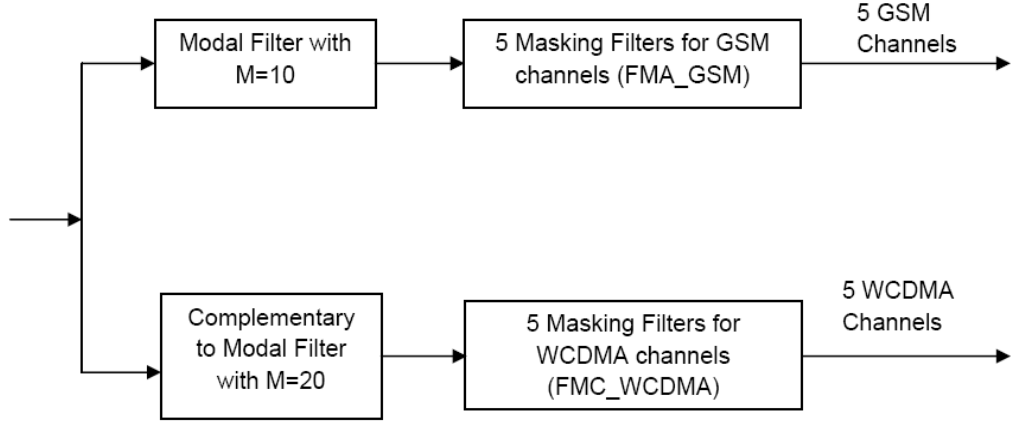 Modal Filter with
M=10
5 Masking Filters for GSM
channels (FMA_GSM)
5 GSM
Channels
Complementary
to Modal Filter
with M=20
5 Masking Filters for
WCDMA channels
(FMC_WCDMA)
5 WCDMA
Channels